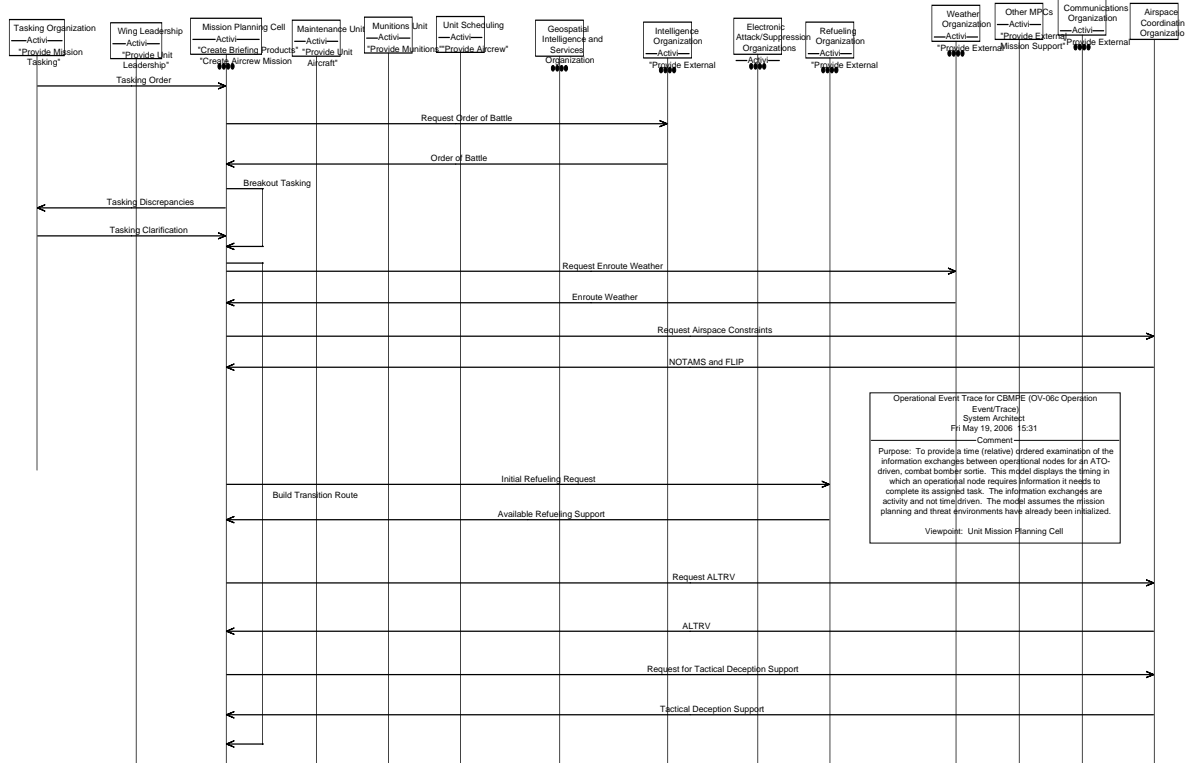 Tasking Organization
Activi
"Provide Mission
Tasking"
Wing Leadership
Activi
"Provide Unit
Leadership"
Mission Planning Cell
Activi
"Create Briefing Products"
"Create Aircrew Mission
Maintenance Unit
Activi
"Provide Unit
Aircraft"
Munitions Unit
Activi
"Provide Munitions"
Unit Scheduling
Activi
"Provide Aircrew"
Geospatial
Intelligence and
Services
Organization
Intelligence
Organization
Activi
"Provide External
Electronic
Attack/Suppression
Organizations
Activi
Refueling
Organization
Activi
"Provide External
Weather
Organization
Activi
"Provide External
Other MPCs
Activi
"Provide External
Mission Support"
Communications
Organization
Activi
"Provide External
Airspace
Coordinatio
Organizatio
Tasking Order
Request Order of Battle
Order of Battle
Breakout Tasking
Tasking Discrepancies
Tasking Clarification
Request Enroute Weather
Enroute Weather
Request Airspace Constraints
NOTAMS and FLIP
Operational Event Trace for CBMPE (OV-06c Operation
Event/Trace)
System Architect
Fri May 19, 2006 15:31
Comment
Purpose: To provide a time (relative) ordered examination of the
information exchanges between operational nodes for an ATO-
driven, combat bomber sortie. This model displays the timing in
which an operational node requires information it needs to
complete its assigned task. The information exchanges are
activity and not time driven. The model assumes the mission
planning and threat environments have already been initialized.
Viewpoint: Unit Mission Planning Cell
Initial Refueling Request
Build Transition Route
Available Refueling Support
Request ALTRV
ALTRV
Request for Tactical Deception Support
Tactical Deception Support